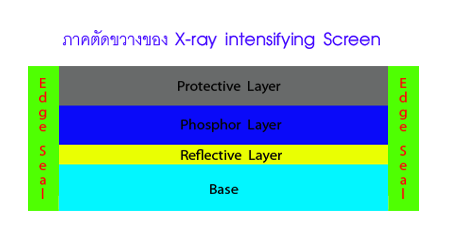 ภาคตัดขวางของ X-ray intensifying Screen
Edge Seal
Protective Layer
Phosphor Layer
Reflective Layer
Base
Edge Seal